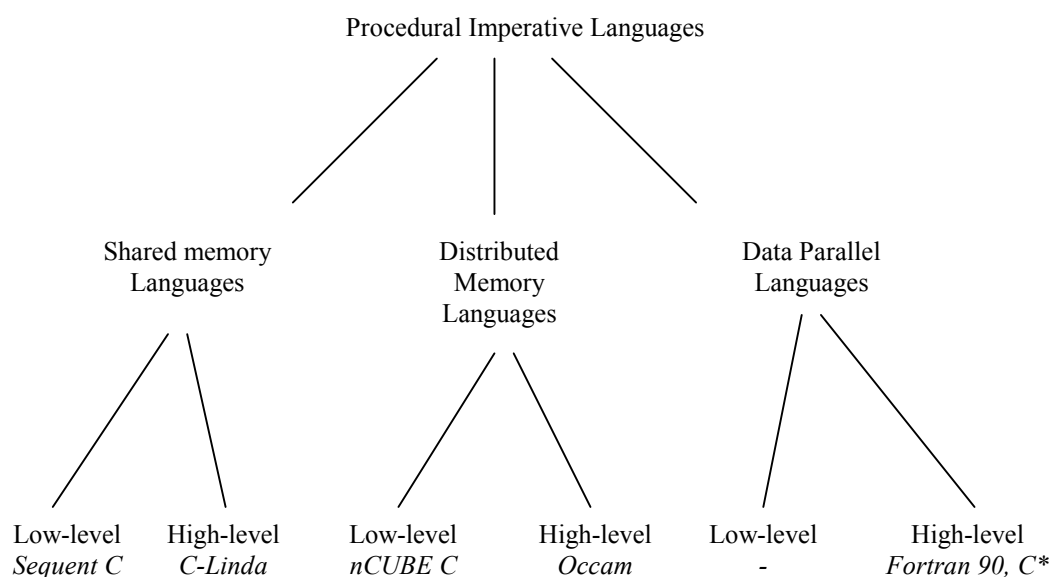 Procedural Imperative Languages
Shared memory
Languages
Distributed
Memory
Languages
Data Parallel
Languages
Low-level
Sequent C
High-level
C-Linda
Low-level
nCUBE C
High-level
Occam
Low-level
-
High-level
Fortran 90, C*